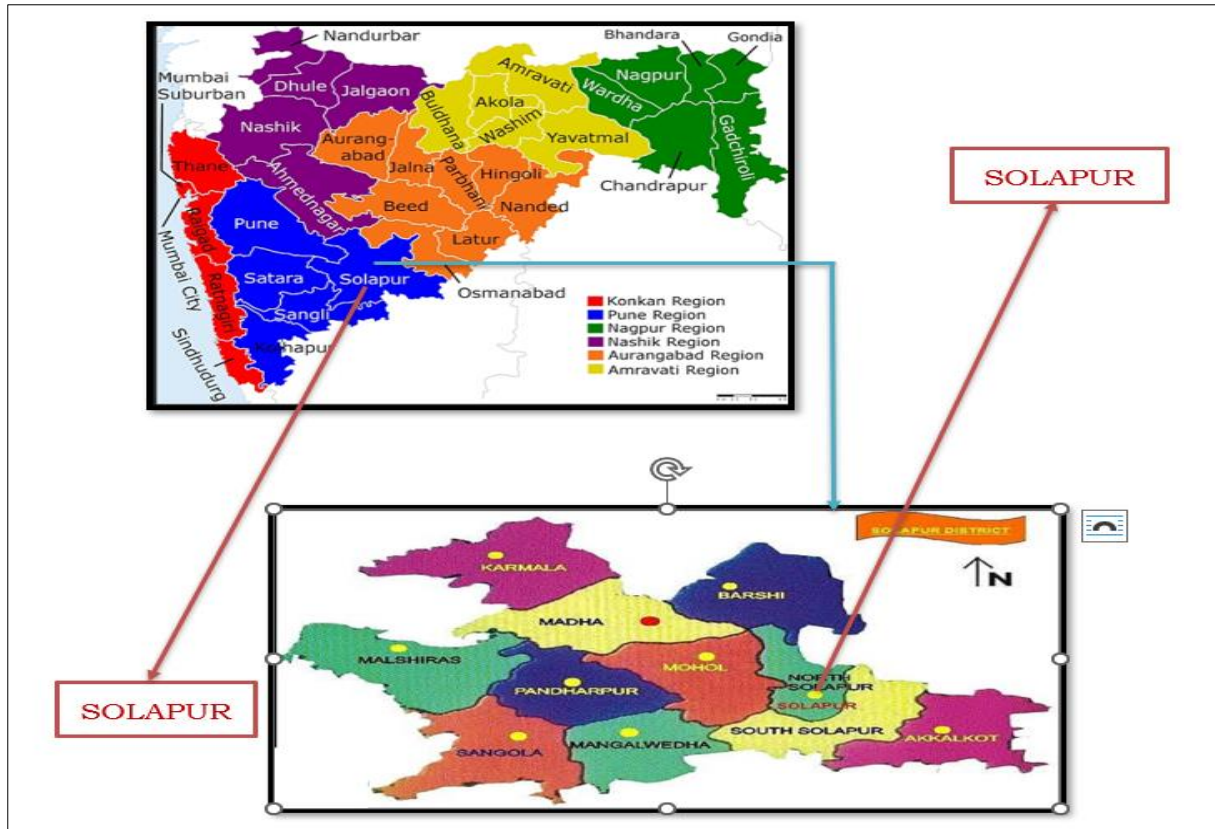 Nandurbar
Bhandara
Gondia
Mumbai
Suburban
Dhule
Jalgaon
Amravati
Nagpur
Wardha
Buldhana
Akola
Washim
Nashik
Yavatmal
Gadchiroli
Aurang-
abad
Jalna
Parbhani
Hingoli
Thane
Ahmednagar
Chandrapur
SOLAPUR
Raigad
Pune
Beed
Nanded
Latur
Mumbai City
Ratnagiri
Satara
Solapur
Osmanabad
Sangli
Konkan Region
Pune Region
Nagpur Region
Nashik Region
Aurangabad Region
Amravati Region
Kolhapur
Sindhudurg
SOLAPUR DISTRICT
N
KARMALA
BARSHI
MADHA
MALSHIRAS
MOHOL
NORTH
SOLAPUR
PANDHARPUR
SOLAPUR
SOLAPUR
SOUTH SOLAPUR
AKKALKOT
SANGOLA
MANGALWEDHA